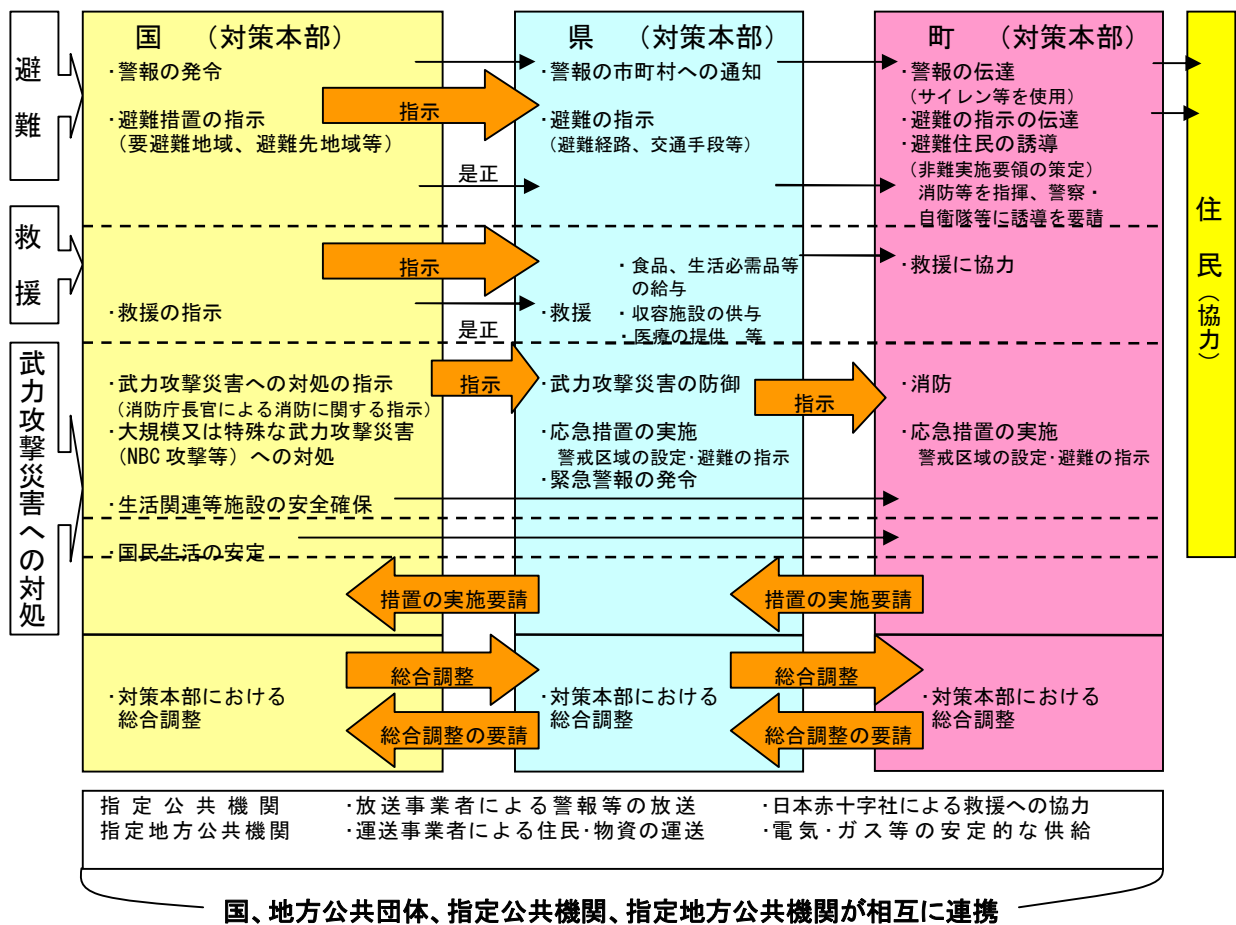 避難
国　（対策本部）
・警報の発令
・避難措置の指示
（要避難地域、避難先地域等）
指示
是正
県　（対策本部）
・警報の市町村への通知
・避難の指示
（避難経路、交通手段等）
町　（対策本部）
・警報の伝達
（サイレン等を使用）
・避難の指示の伝達
・避難住民の誘導
（非難実施要領の策定）
消防等を指揮、警察・
自衛隊等に誘導を要請
住民（協力）
救援
・救援の指示
指示
是正
・救援
・食品、生活必需品等
の給与
・収容施設の供与
・医療の提供　等
・救援に協力
武力攻撃災害への対処
・武力攻撃災害への対処の指示
（消防庁長官による消防に関する指示）
・大規模又は特殊な武力攻撃災害
（NBC 攻撃等）への対処
・生活関連等施設の安全確保
・国民生活の安定
指示
・武力攻撃災害の防御
・応急措置の実施
警戒区域の設定・避難の指示
・緊急警報の発令
指示
・消防
・応急措置の実施
警戒区域の設定・避難の指示
措置の実施要請
措置の実施要請
・対策本部における
総合調整
総合調整
総合調整の要請
・対策本部における
総合調整
総合調整
総合調整の要請
・対策本部における
総合調整
指定公共機関
指定地方公共機関
・放送事業者による警報等の放送
・運送事業者による住民・物資の運送
・日本赤十字社による救援への協力
・電気・ガス等の安定的な供給
国、地方公共団体、指定公共機関、指定地方公共機関が相互に連携